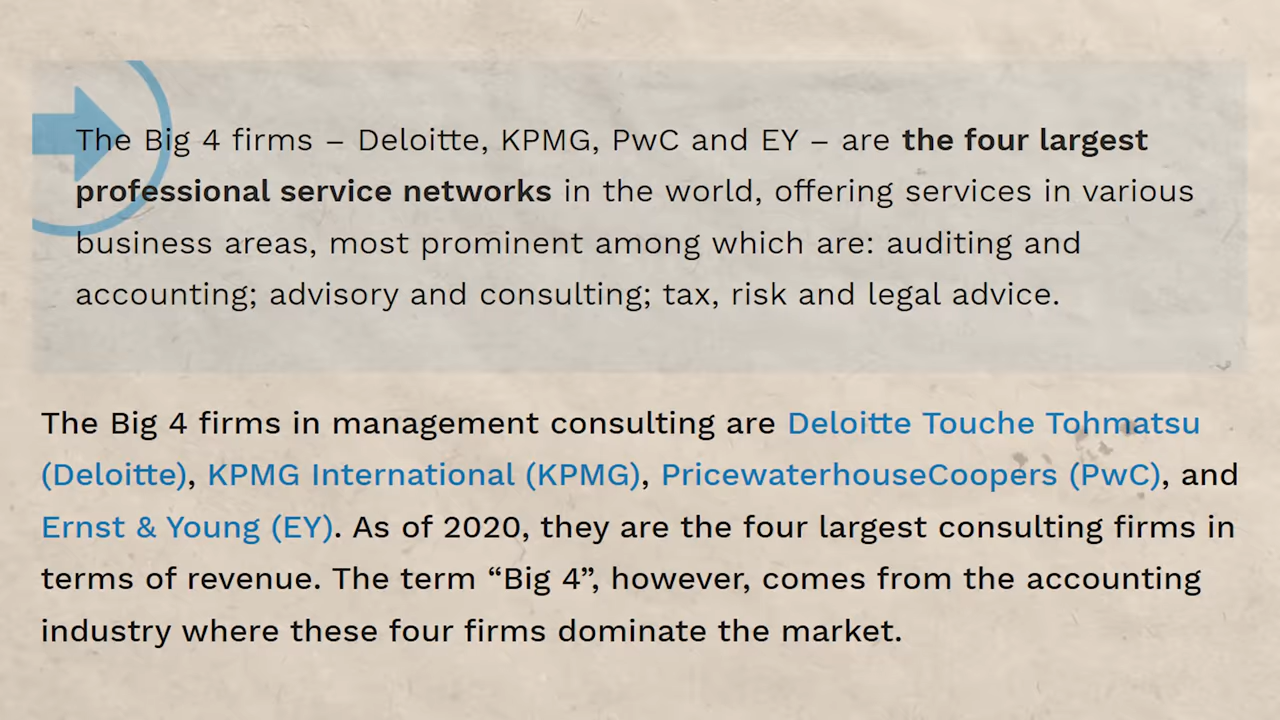 The Big 4 firms – Deloitte, KPMG, PwC and EY – are the four largest
professional service networks in the world, offering services in various
business areas, most prominent among which are: auditing and
accounting; advisory and consulting; tax, risk and legal advice.
The Big 4 firms in management consulting are Deloitte Touche Tohmatsu
(Deloitte), KPMG International (KPMG), PricewaterhouseCoopers (PwC), and
Ernst & Young (EY). As of 2020, they are the four largest consulting firms in
terms of revenue. The term “Big 4”, however, comes from the accounting
industry where these four firms dominate the market.